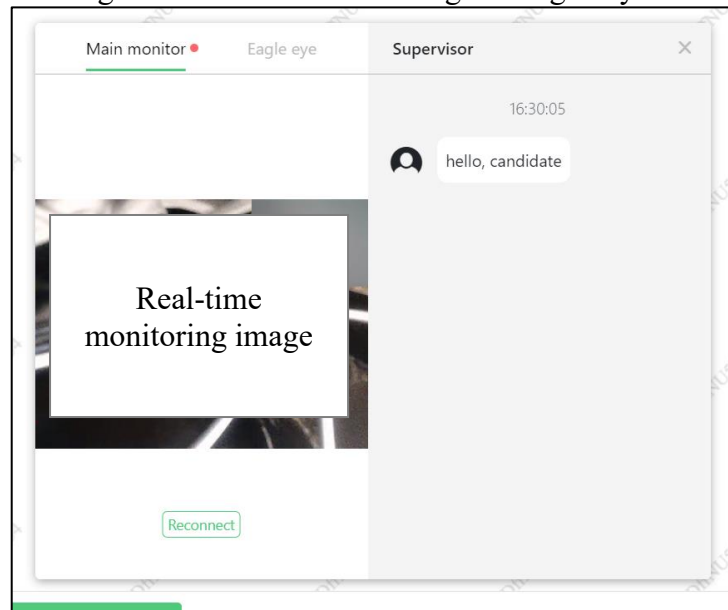 Main monitor
Eagle eye
Supervisor
16:30:05
hello, candidate
Real-time
monitoring image
Reconnect